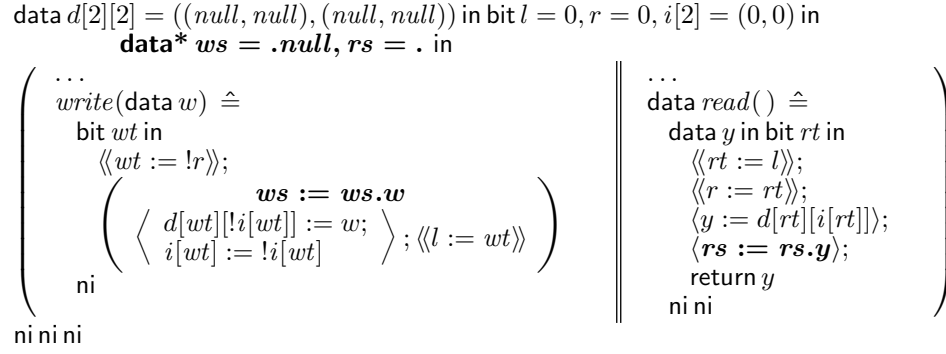 data d[2][2] = ((null, null), (null, null)) in bit l = 0, r = 0, i[2] = (0, 0) in
data* ws = .null, rs = . in
...
write(data w) ≙
bit wt in
⟪wt := !r⟫;
ws := ws.w
⟨ d[wt][!i[wt]] := w;
i[wt] := !i[wt] ⟩ ; ⟪l := wt⟫
ni
...
data read( ) ≙
data y in bit rt in
⟪rt := l⟫;
⟪r := rt⟫;
⟨y := d[rt][i[rt]]⟩;
⟨rs := rs.y⟩;
return y
ni ni
ni ni ni